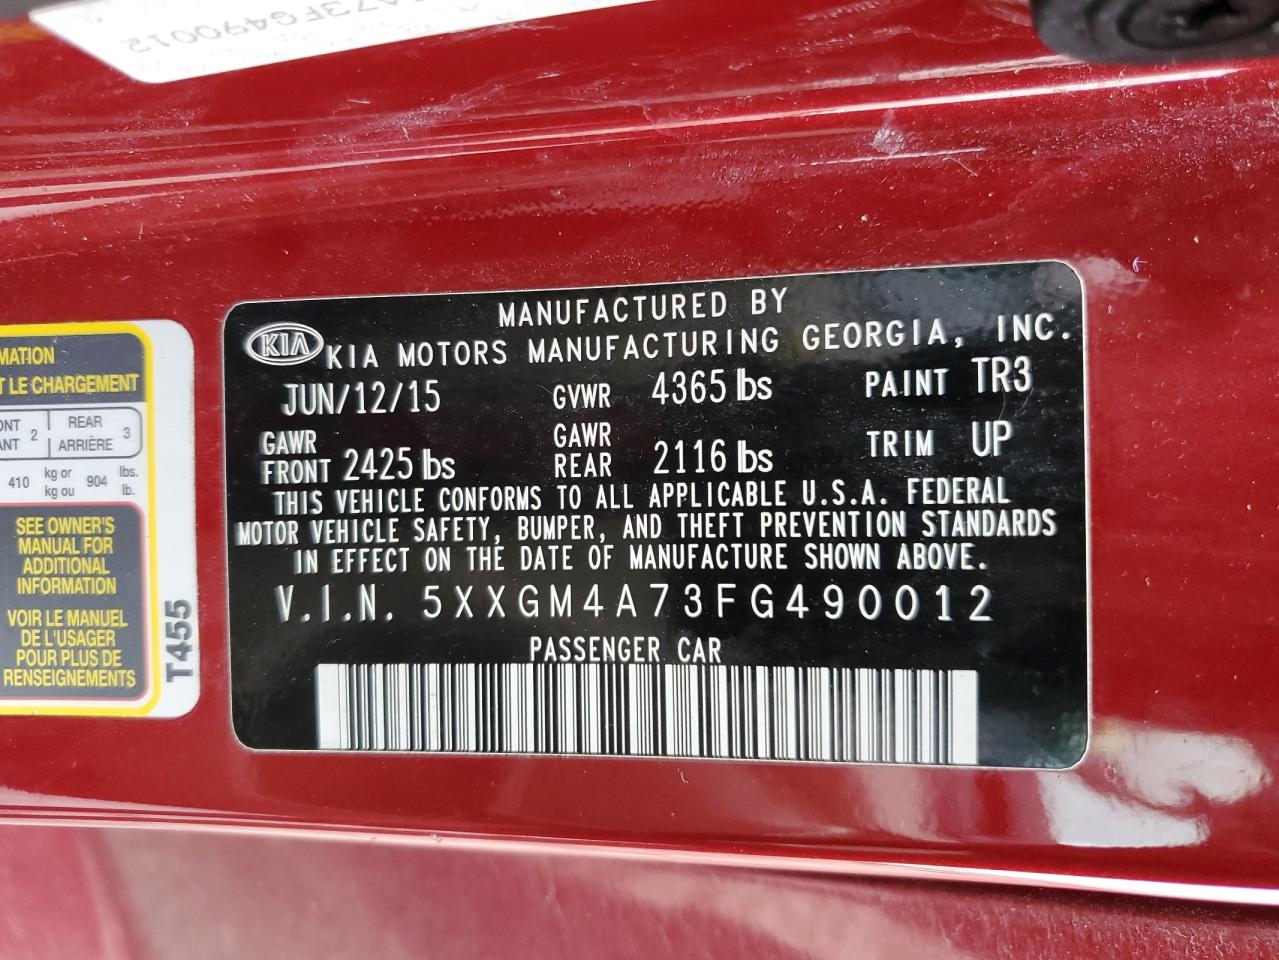 A73FG490012
MATION
T LE CHARGEMENT
ONT
ANT 2
REAR
ARRIÈRE 3
410 kg or
kg ou 904 lbs.
lb.
SEE OWNER'S
MANUAL FOR
ADDITIONAL
INFORMATION
VOIR LE MANUEL
DE L'USAGER
POUR PLUS DE
RENSEIGNEMENTS
T455
MANUFACTURED BY
KIA KIA MOTORS MANUFACTURING GEORGIA, INC.
JUN/12/15 GVWR 4365 lbs PAINT TR3
GAWR
FRONT 2425 lbs
GAWR
REAR 2116 lbs
TRIM UP
THIS VEHICLE CONFORMS TO ALL APPLICABLE U.S.A. FEDERAL
MOTOR VEHICLE SAFETY, BUMPER, AND THEFT PREVENTION STANDARDS
IN EFFECT ON THE DATE OF MANUFACTURE SHOWN ABOVE.
V.I.N. 5XXGM4A73FG490012
PASSENGER CAR